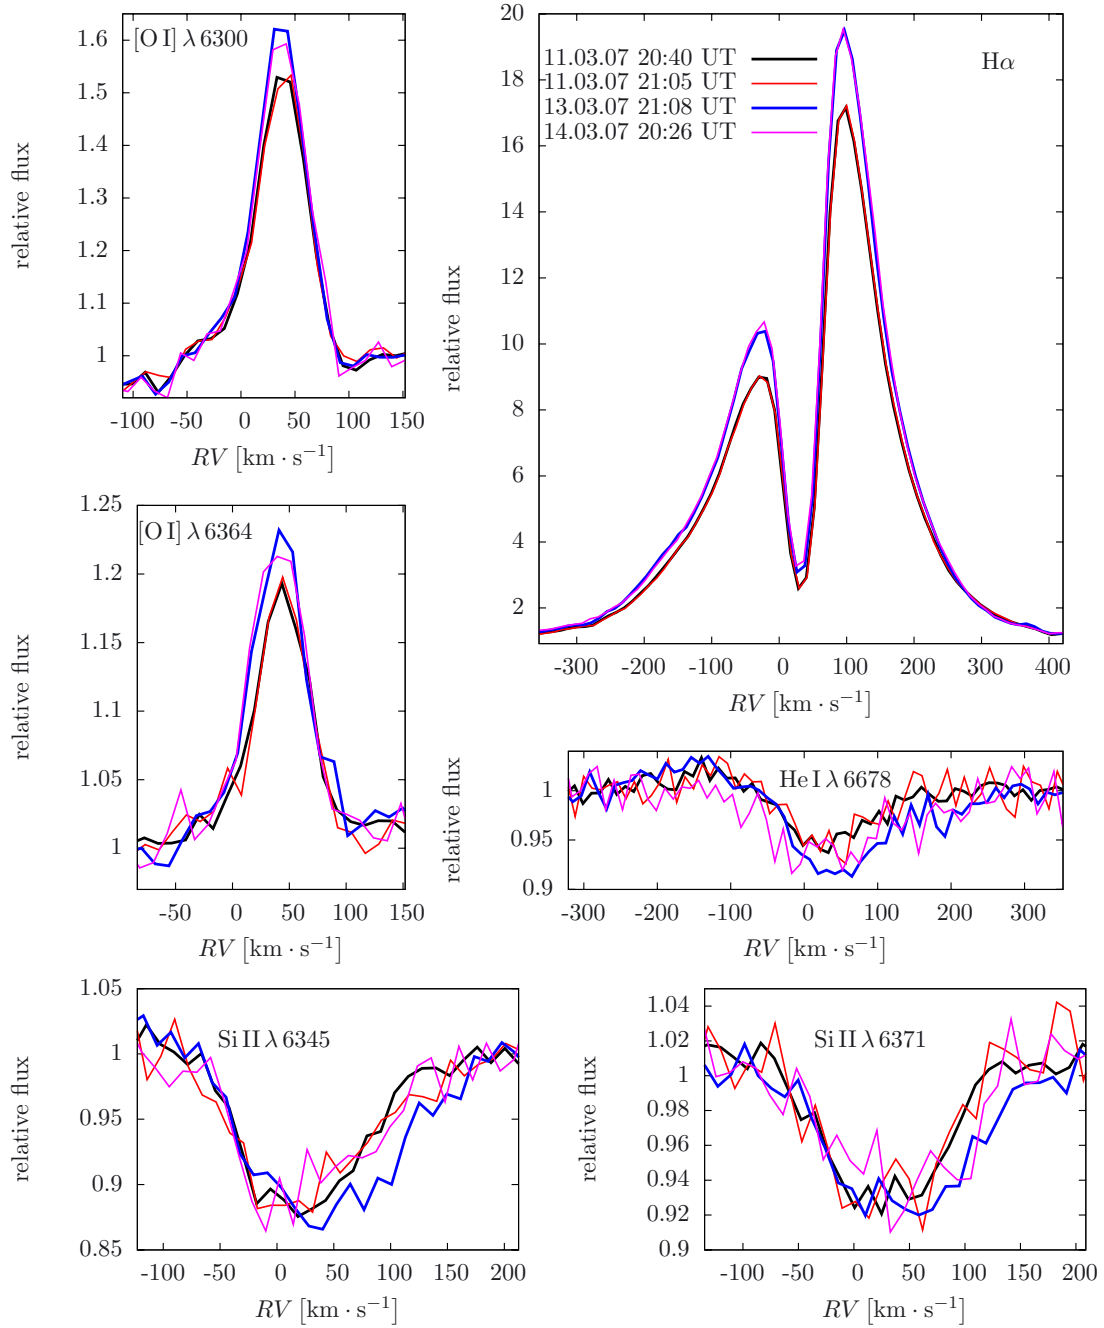 [O I] λ 6300
1.6
1.5
1.4
1.3
1.2
1.1
1
relative flux
-100 -50 0 50 100 150
RV [km · s⁻¹]
Hα
11.03.07 20:40 UT
11.03.07 21:05 UT
13.03.07 21:08 UT
14.03.07 20:26 UT
20
18
16
14
12
10
8
6
4
2
relative flux
-300 -200 -100 0 100 200 300 400
RV [km · s⁻¹]
[O I] λ 6364
1.25
1.2
1.15
1.1
1.05
1
relative flux
-50 0 50 100 150
RV [km · s⁻¹]
He I λ 6678
1
0.95
0.9
relative flux
-300 -200 -100 0 100 200 300
RV [km · s⁻¹]
Si II λ 6345
1.05
1
0.95
0.9
0.85
relative flux
-100 -50 0 50 100 150 200
RV [km · s⁻¹]
Si II λ 6371
1.04
1.02
1
0.98
0.96
0.94
0.92
0.9
relative flux
-100 -50 0 50 100 150 200
RV [km · s⁻¹]